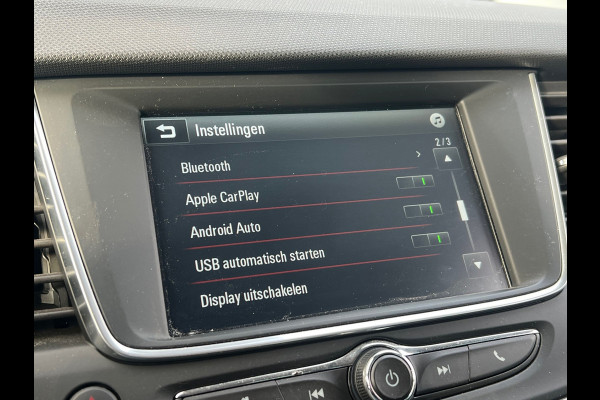 Instellingen
2/3
Bluetooth
Apple CarPlay
Android Auto
USB automatisch starten
Display uitschakelen